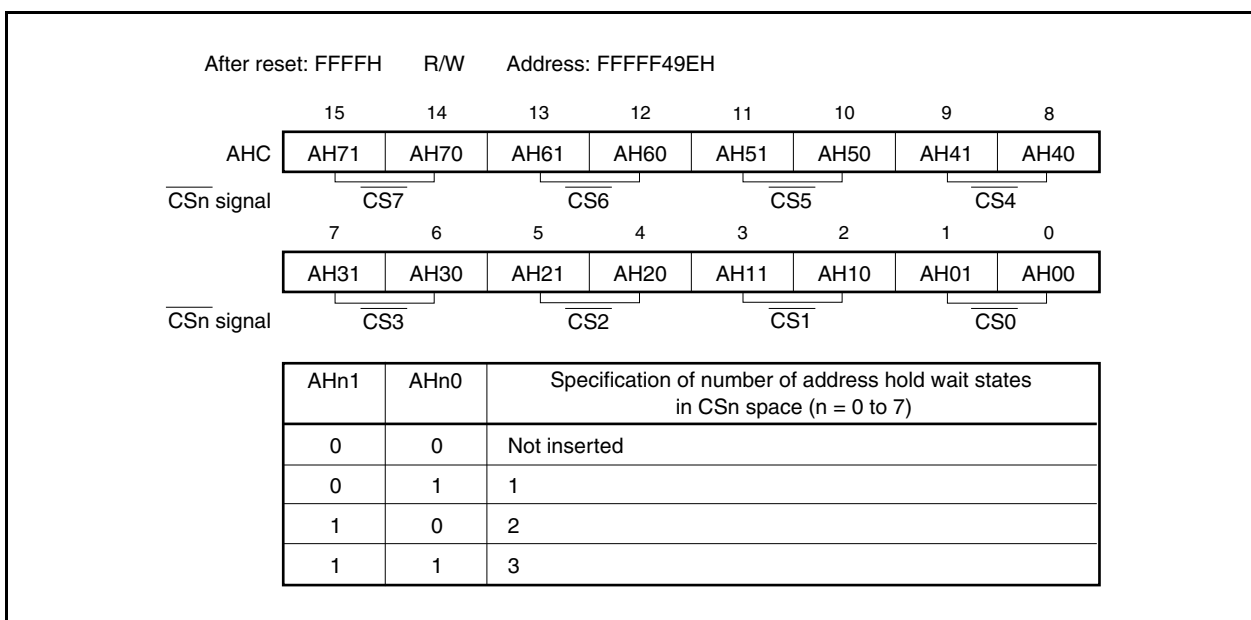 After reset: FFFFH R/W Address: FFFFF49EH
15 14 13 12 11 10 9 8
AHC AH71 AH70 AH61 AH60 AH51 AH50 AH41 AH40
CSn signal CS7 CS6 CS5 CS4
7 6 5 4 3 2 1 0
AH31 AH30 AH21 AH20 AH11 AH10 AH01 AH00
CSn signal CS3 CS2 CS1 CS0
AHn1 AHn0 Specification of number of address hold wait states
in CSn space (n = 0 to 7)
0 0 Not inserted
0 1 1
1 0 2
1 1 3